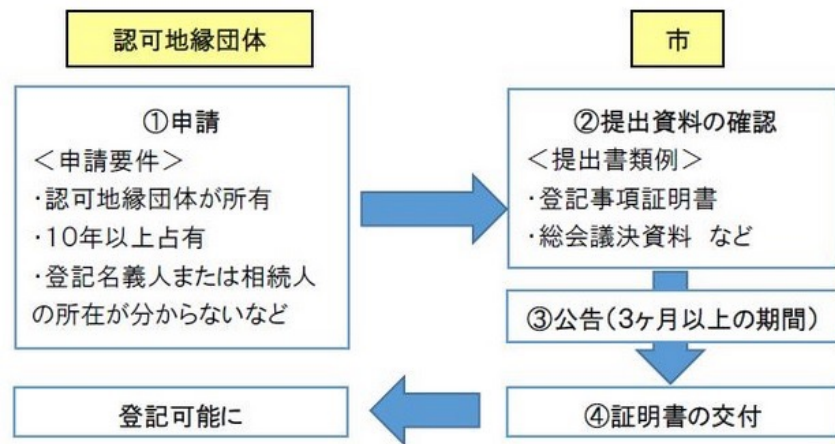 認可地縁団体
市
①申請
＜申請要件＞
・認可地縁団体が所有
・10年以上占有
・登記名義人または相続人
の所在が分からないなど
②提出資料の確認
＜提出書類例＞
・登記事項証明書
・総会議決資料 など
③公告(3ヶ月以上の期間)
④証明書の交付
登記可能に